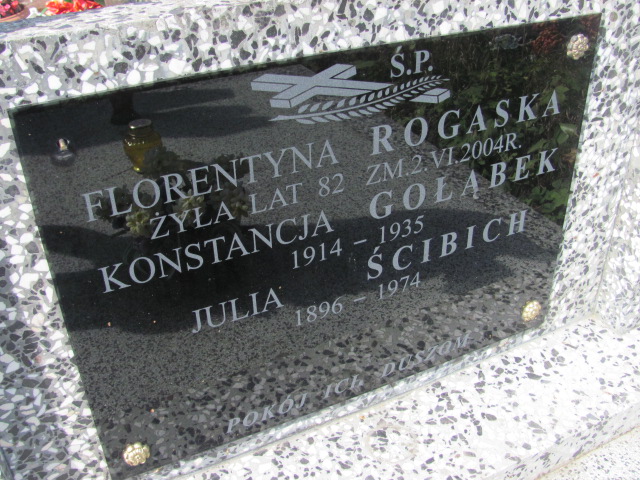 Ś.P.
FLORENTYNA ROGASKA
ŻYŁA LAT 82 ZM.2.VI.2004R.
KONSTANCJA GOŁĄBEK
1914 – 1935
JULIA ŚCIBICH
1896 – 1974
POKÓJ ICH DUSZOM